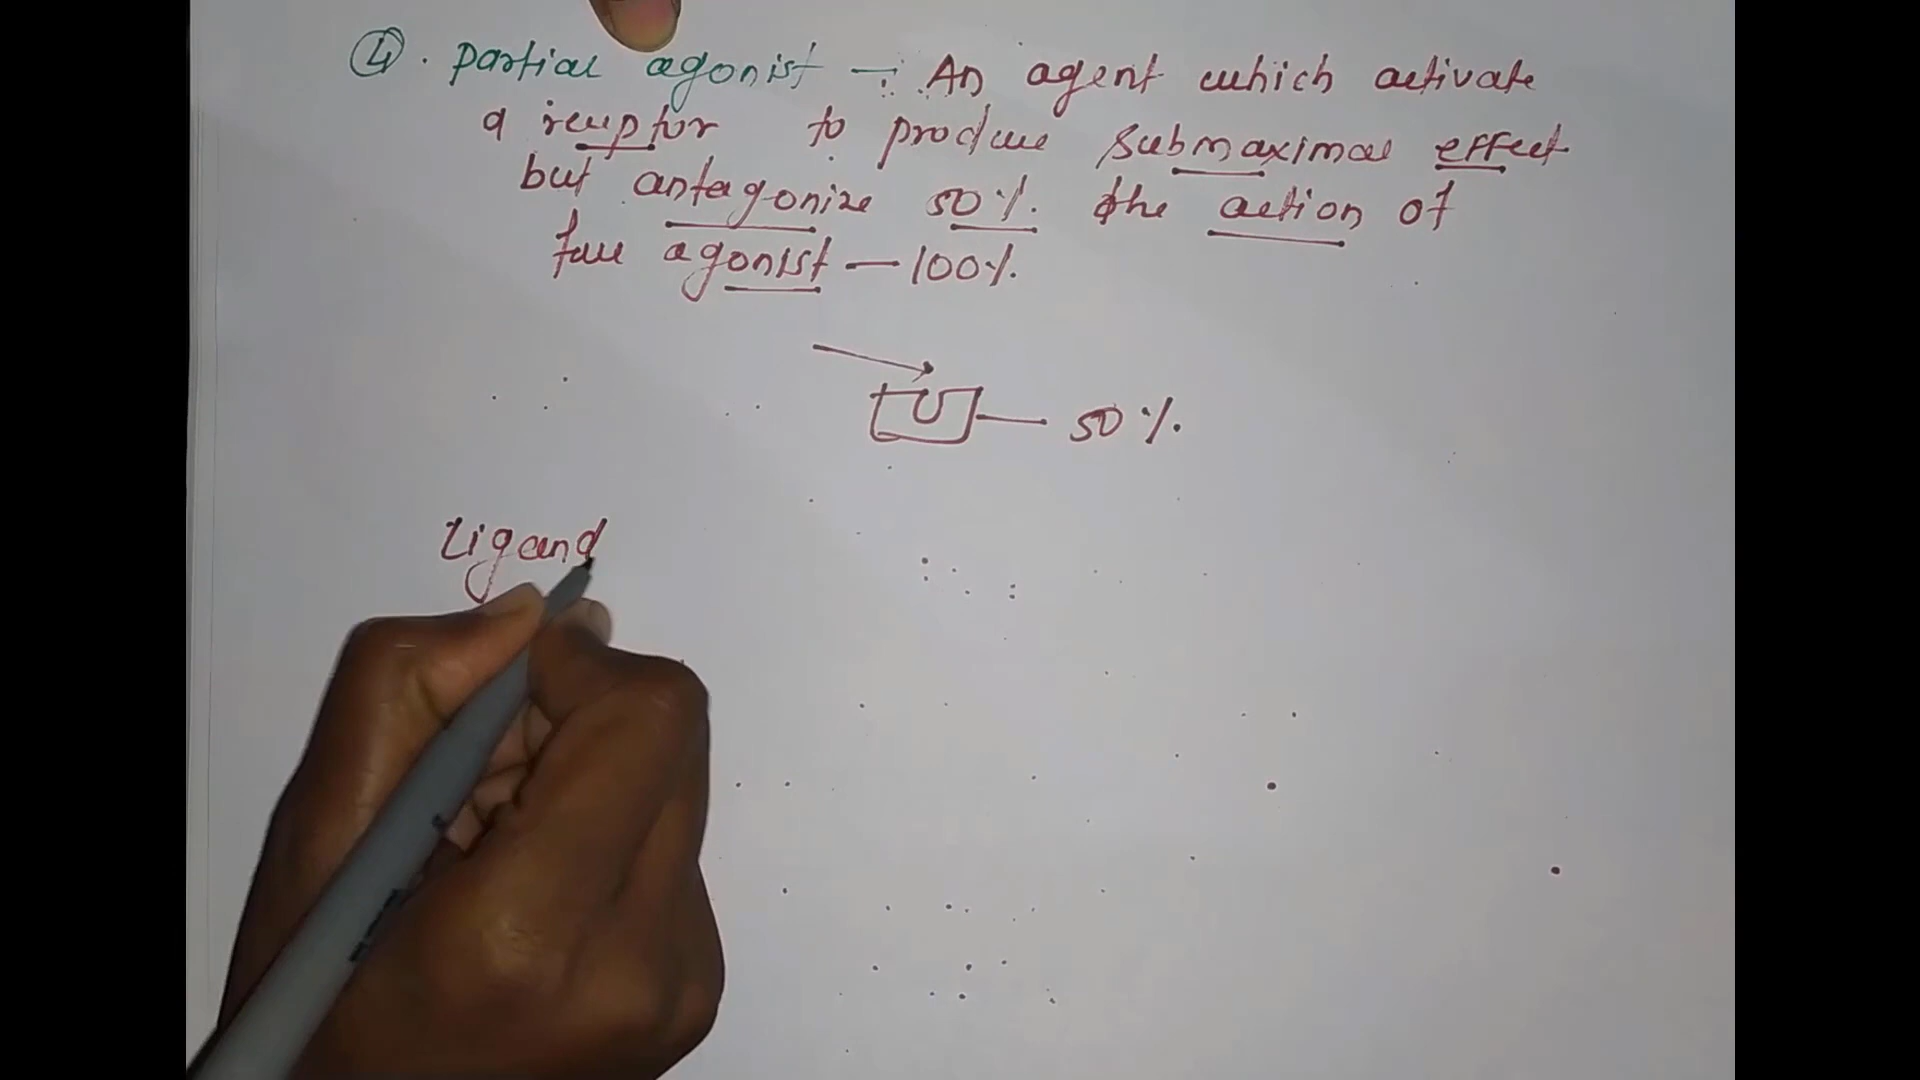 4. Partial agonist - An agent which activate
a receptor to produce submaximal effect
but antagonize 50%. the action of
full agonist - 100%.
50%.
Ligand